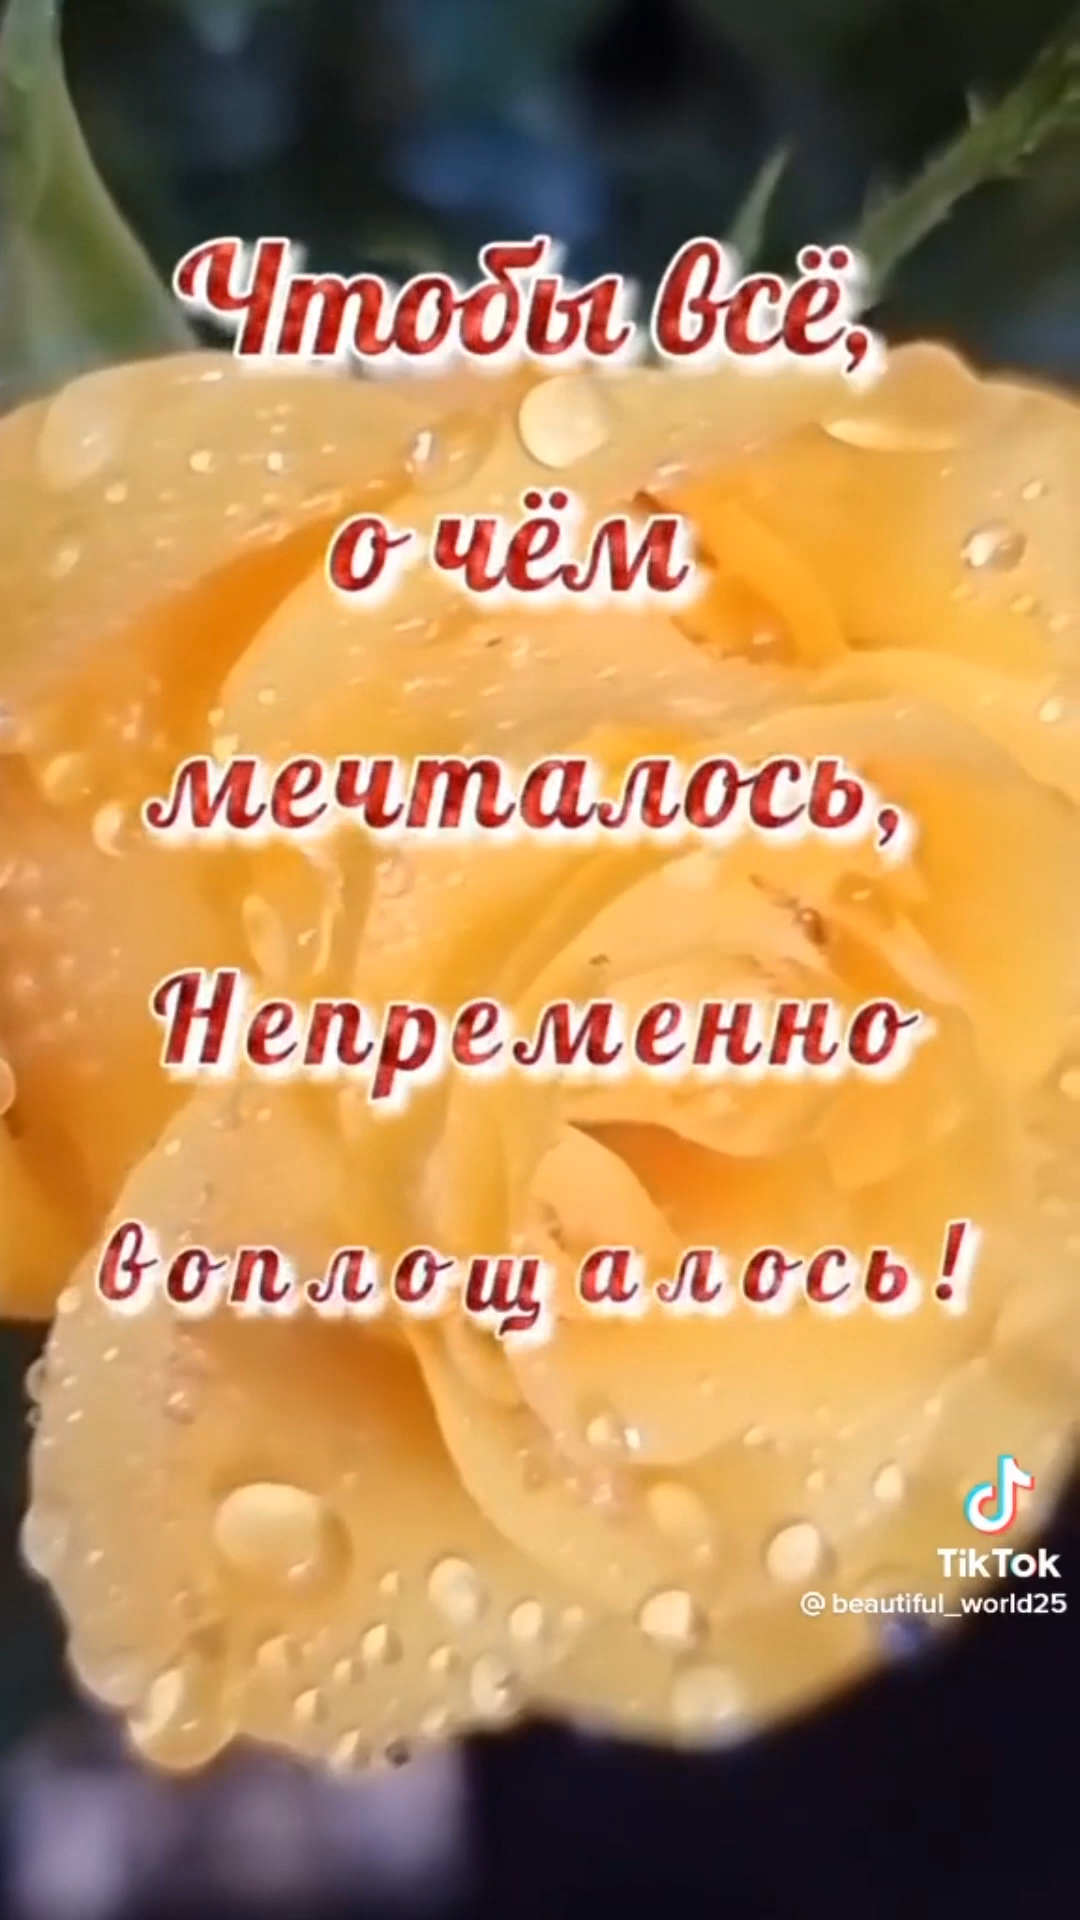 Чтобы всё,
о чём
мечталось,
Непременно
воплощалось!
TikTok
@beautiful_world25